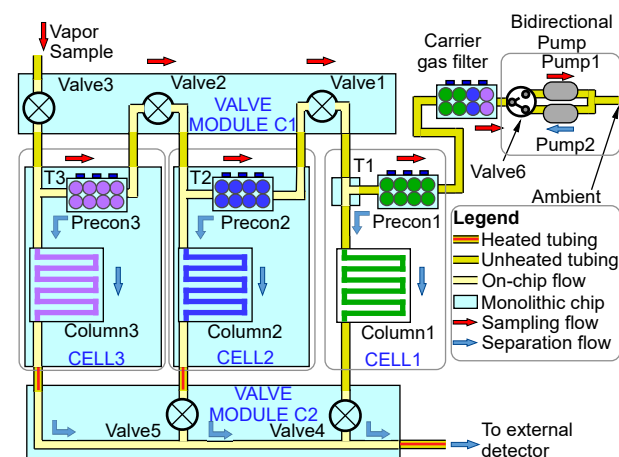 Vapor
Sample
Valve3
Valve2
Valve1
VALVE
MODULE C1
Carrier
gas filter
Bidirectional
Pump
Pump1
Pump2
Valve6
Ambient
T3
Precon3
T2
Precon2
T1
Precon1
Column3
CELL3
Column2
CELL2
Column1
CELL1
Legend
Heated tubing
Unheated tubing
On-chip flow
Monolithic chip
Sampling flow
Separation flow
VALVE
MODULE C2
Valve5
Valve4
To external
detector